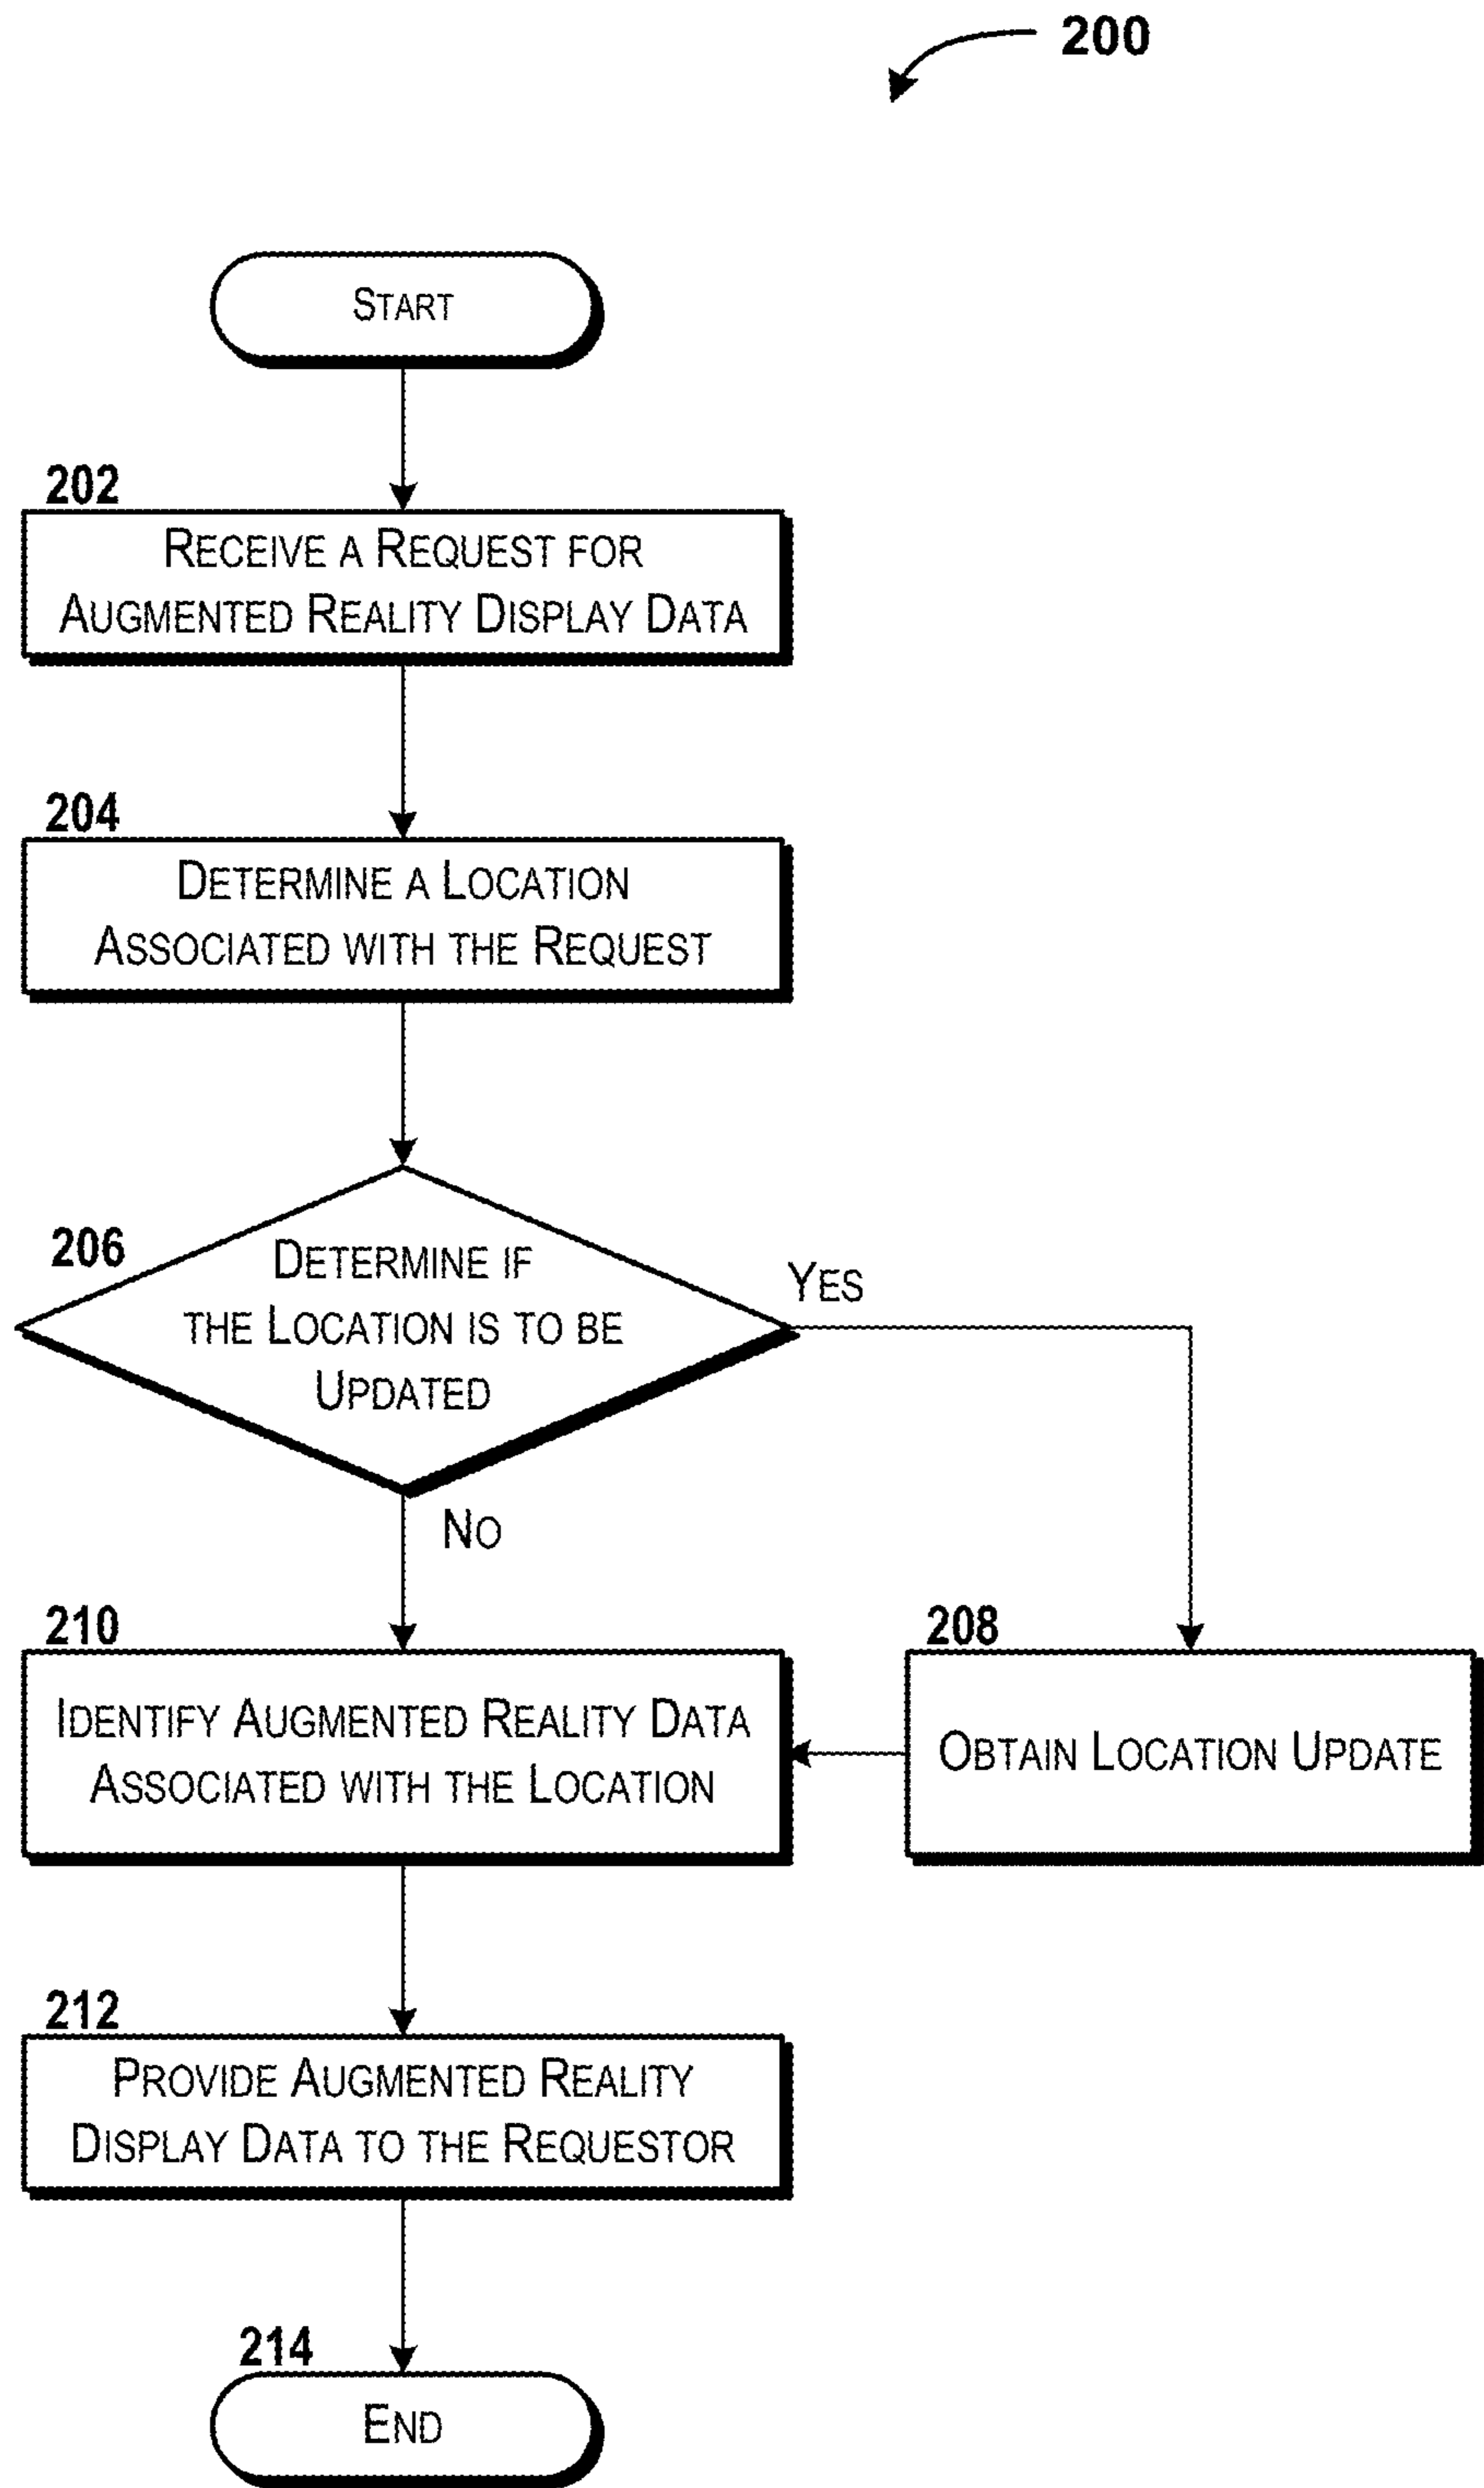 200
START
202
RECEIVE A REQUEST FOR
AUGMENTED REALITY DISPLAY DATA
204
DETERMINE A LOCATION
ASSOCIATED WITH THE REQUEST
206
DETERMINE IF
THE LOCATION IS TO BE
UPDATED
YES
NO
208
OBTAIN LOCATION UPDATE
210
IDENTIFY AUGMENTED REALITY DATA
ASSOCIATED WITH THE LOCATION
212
PROVIDE AUGMENTED REALITY
DISPLAY DATA TO THE REQUESTOR
214
END